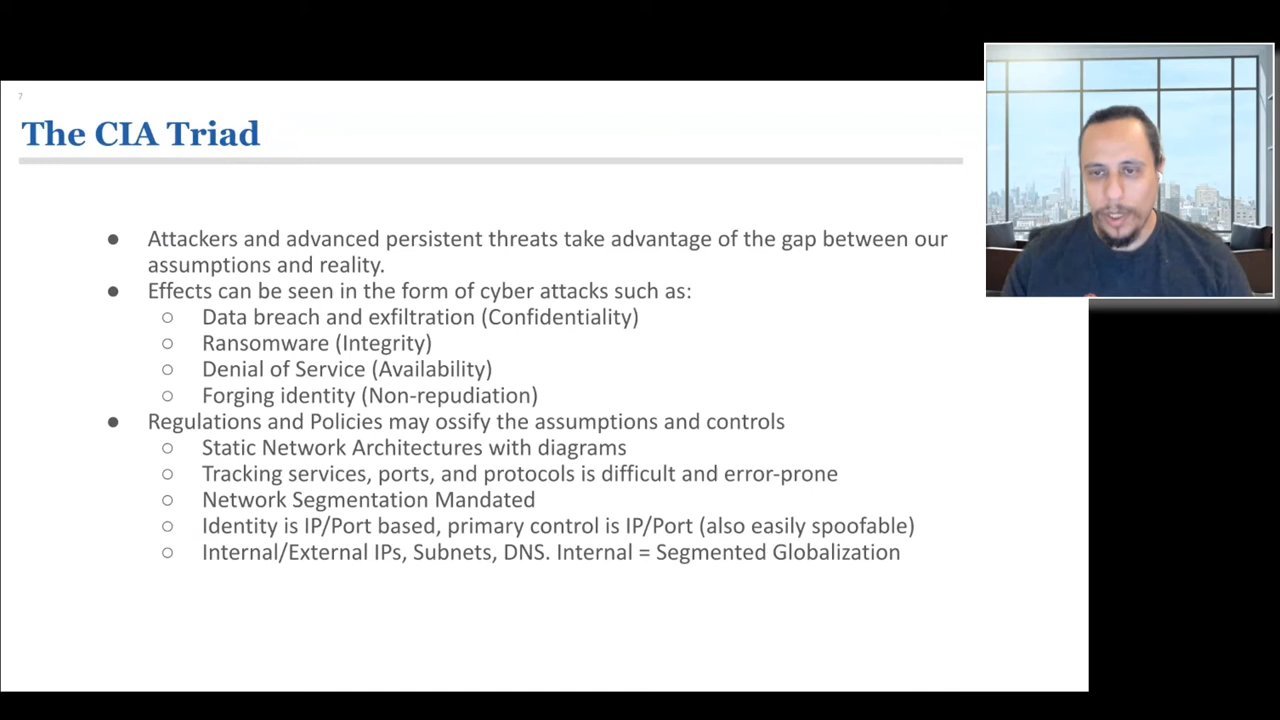 7
The CIA Triad
● Attackers and advanced persistent threats take advantage of the gap between our
assumptions and reality.
● Effects can be seen in the form of cyber attacks such as:
○ Data breach and exfiltration (Confidentiality)
○ Ransomware (Integrity)
○ Denial of Service (Availability)
○ Forging identity (Non-repudiation)
● Regulations and Policies may ossify the assumptions and controls
○ Static Network Architectures with diagrams
○ Tracking services, ports, and protocols is difficult and error-prone
○ Network Segmentation Mandated
○ Identity is IP/Port based, primary control is IP/Port (also easily spoofable)
○ Internal/External IPs, Subnets, DNS. Internal = Segmented Globalization